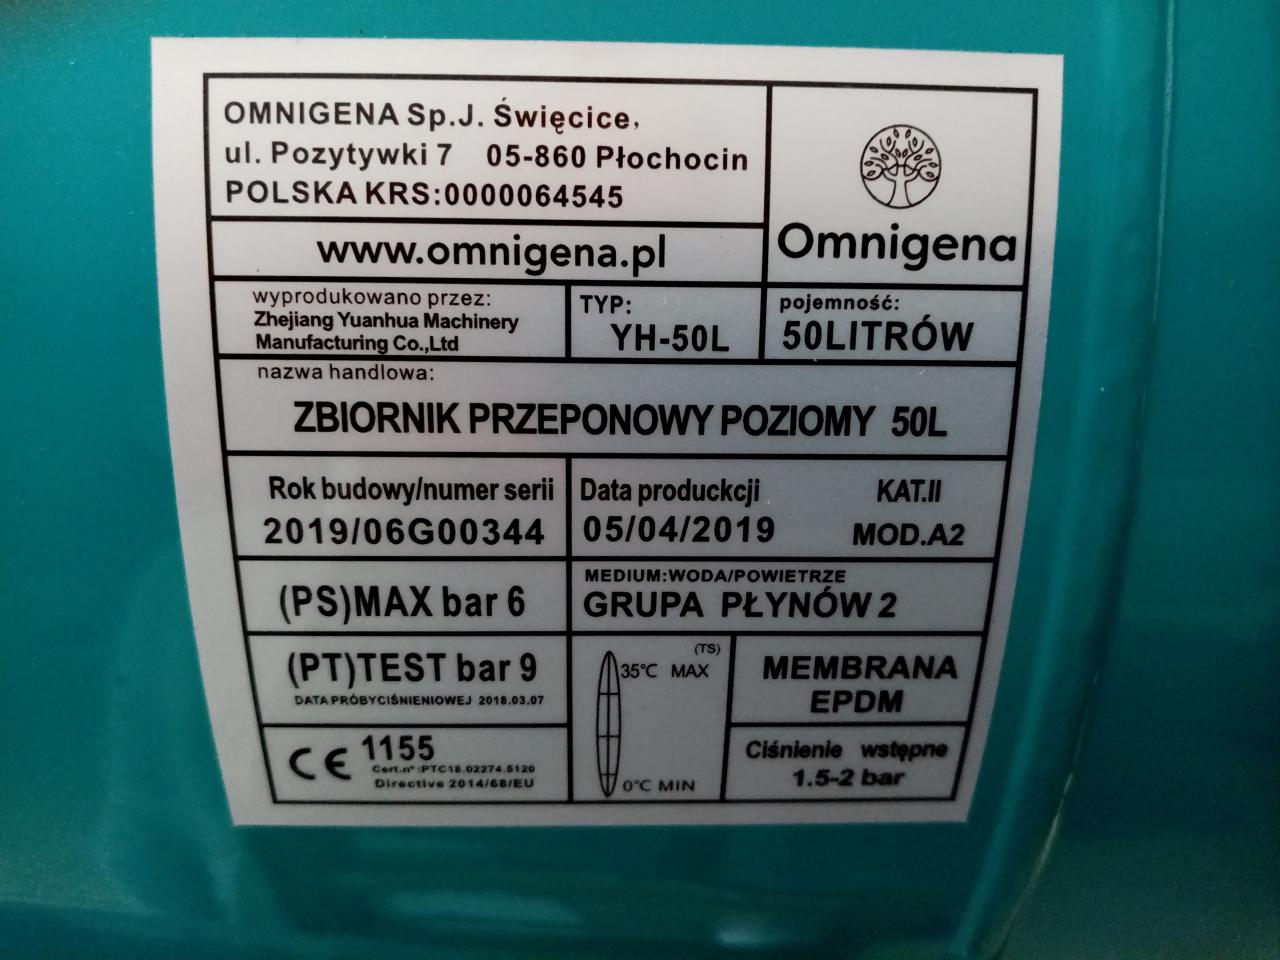 OMNIGENA Sp.J. Święcice,
ul. Pozytywki 7 05-860 Płochocin
POLSKA KRS:0000064545
Omnigena
www.omnigena.pl
wyprodukowano przez:
Zhejiang Yuanhua Machinery
Manufacturing Co.,Ltd
TYP:
YH-50L
pojemność:
50LITRÓW
nazwa handlowa:
ZBIORNIK PRZEPONOWY POZIOMY 50L
Rok budowy/numer serii
2019/06G00344
Data produckcji
05/04/2019
KAT.II
MOD.A2
(PS)MAX bar 6
MEDIUM:WODA/POWIETRZE
GRUPA PŁYNÓW 2
(PT)TEST bar 9
DATA PRÓBYCIŚNIENIOWEJ 2018.03.07
(TS)
35°C MAX
0°C MIN
MEMBRANA
EPDM
CE 1155
Cert.n°:PTC18.02274.5120
Directive 2014/68/EU
Ciśnienie wstępne
1.5-2 bar